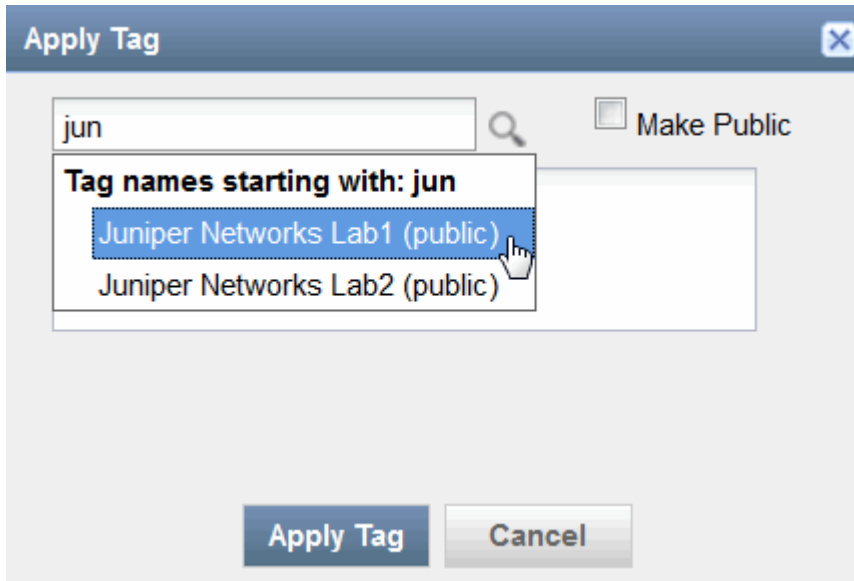 Apply Tag
jun
Make Public
Tag names starting with: jun
Juniper Networks Lab1 (public)
Juniper Networks Lab2 (public)
Apply Tag
Cancel